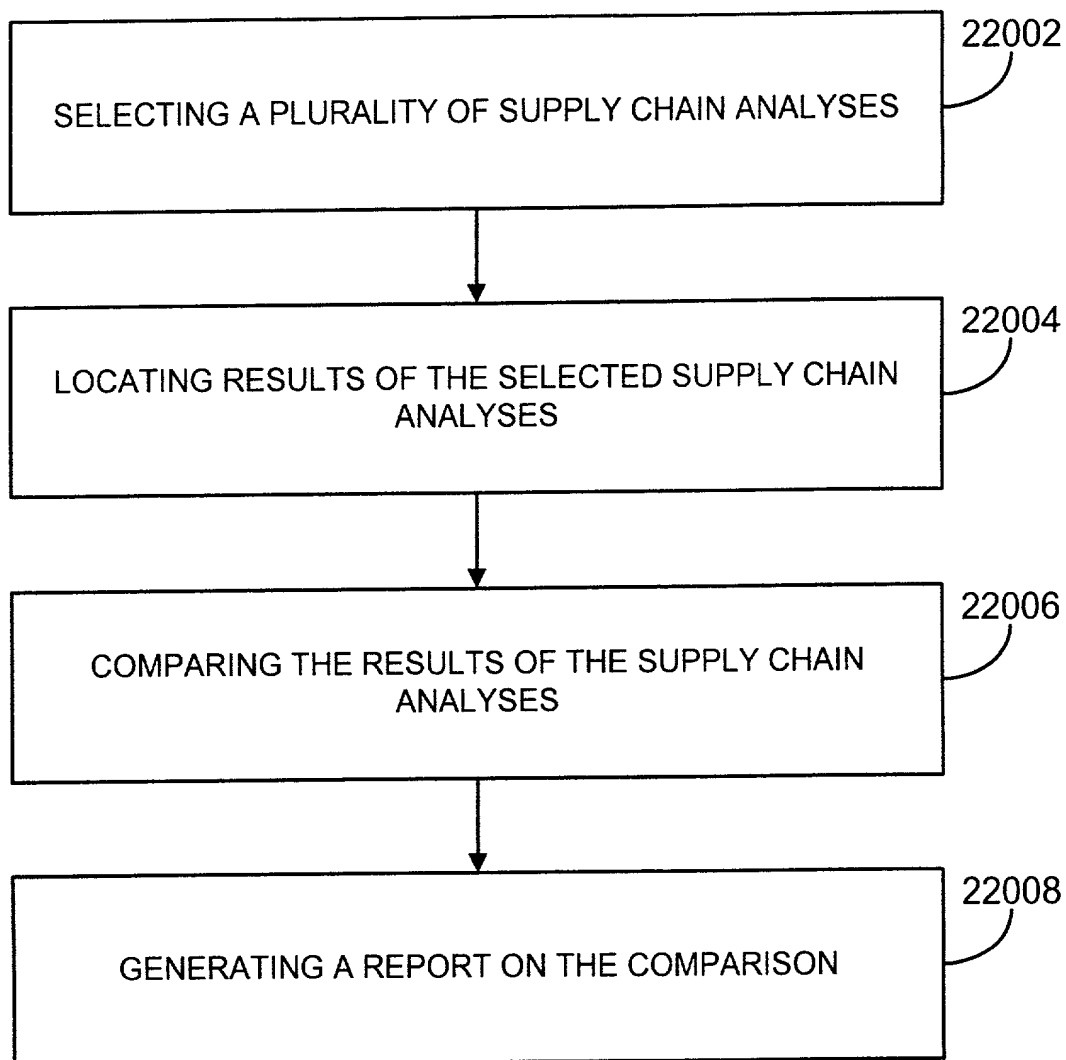 22002
SELECTING A PLURALITY OF SUPPLY CHAIN ANALYSES
22004
LOCATING RESULTS OF THE SELECTED SUPPLY CHAIN
ANALYSES
22006
COMPARING THE RESULTS OF THE SUPPLY CHAIN
ANALYSES
22008
GENERATING A REPORT ON THE COMPARISON